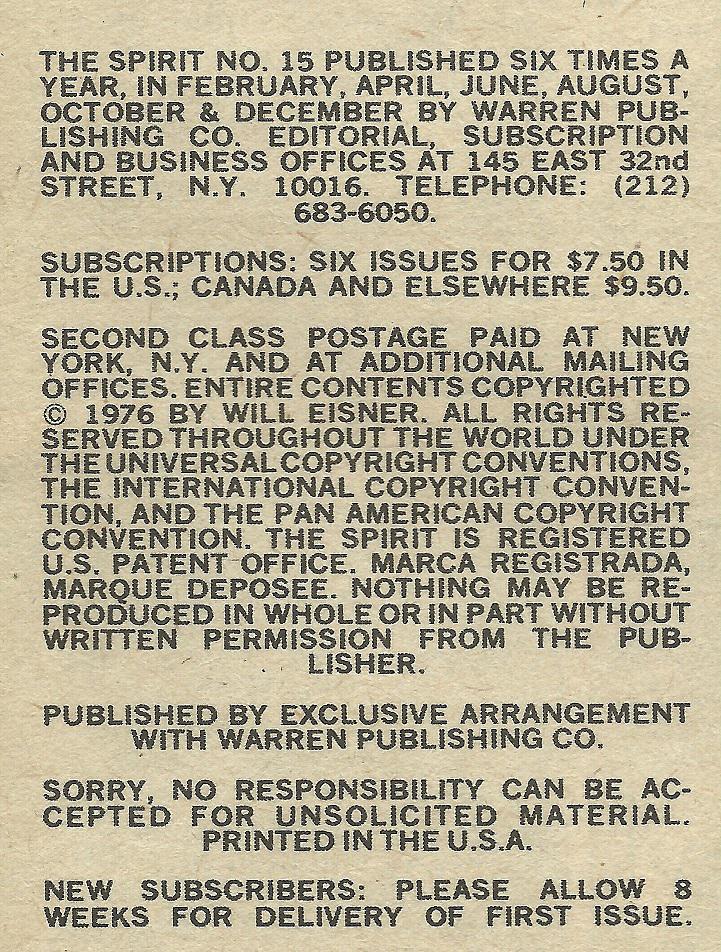 THE SPIRIT NO. 15 PUBLISHED SIX TIMES A
YEAR, IN FEBRUARY, APRIL, JUNE, AUGUST,
OCTOBER & DECEMBER BY WARREN PUB-
LISHING CO. EDITORIAL, SUBSCRIPTION
AND BUSINESS OFFICES AT 145 EAST 32nd
STREET, N.Y. 10016. TELEPHONE: (212)
683-6050.
SUBSCRIPTIONS: SIX ISSUES FOR $7.50 IN
THE U.S.; CANADA AND ELSEWHERE $9.50.
SECOND CLASS POSTAGE PAID AT NEW
YORK, N.Y. AND AT ADDITIONAL MAILING
OFFICES. ENTIRE CONTENTS COPYRIGHTED
© 1976 BY WILL EISNER. ALL RIGHTS RE-
SERVED THROUGHOUT THE WORLD UNDER
THE UNIVERSAL COPYRIGHT CONVENTIONS,
THE INTERNATIONAL COPYRIGHT CONVEN-
TION, AND THE PAN AMERICAN COPYRIGHT
CONVENTION. THE SPIRIT IS REGISTERED
U.S. PATENT OFFICE. MARCA REGISTRADA,
MARQUE DEPOSEE. NOTHING MAY BE RE-
PRODUCED IN WHOLE OR IN PART WITHOUT
WRITTEN PERMISSION FROM THE PUB-
LISHER.
PUBLISHED BY EXCLUSIVE ARRANGEMENT
WITH WARREN PUBLISHING CO.
SORRY, NO RESPONSIBILITY CAN BE AC-
CEPTED FOR UNSOLICITED MATERIAL.
PRINTED IN THE U.S.A.
NEW SUBSCRIBERS: PLEASE ALLOW 8
WEEKS FOR DELIVERY OF FIRST ISSUE.